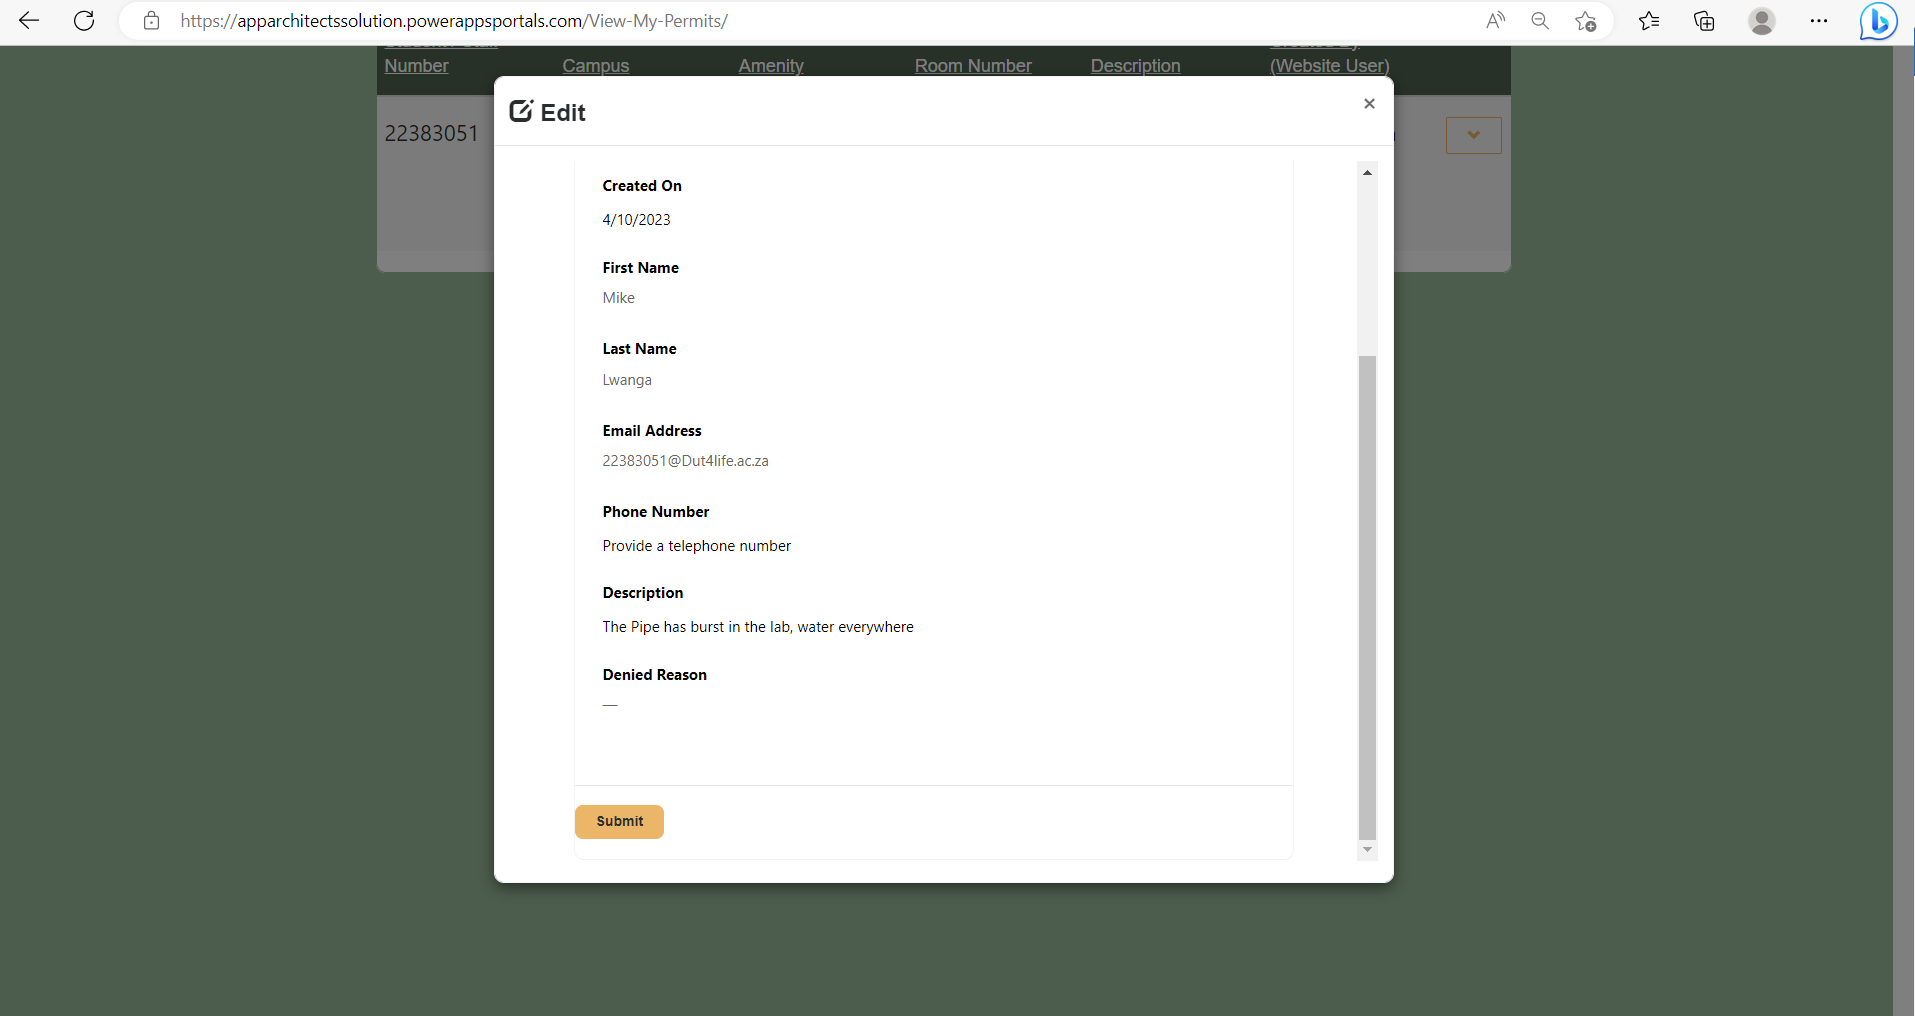 https://apparchitectssolution.powerappsportals.com/View-My-Permits/
Number Campus Amenity Room Number Description (Website User)
22383051
Edit
×
Created On
4/10/2023
First Name
Mike
Last Name
Lwanga
Email Address
22383051@Dut4life.ac.za
Phone Number
Provide a telephone number
Description
The Pipe has burst in the lab, water everywhere
Denied Reason
—
Submit